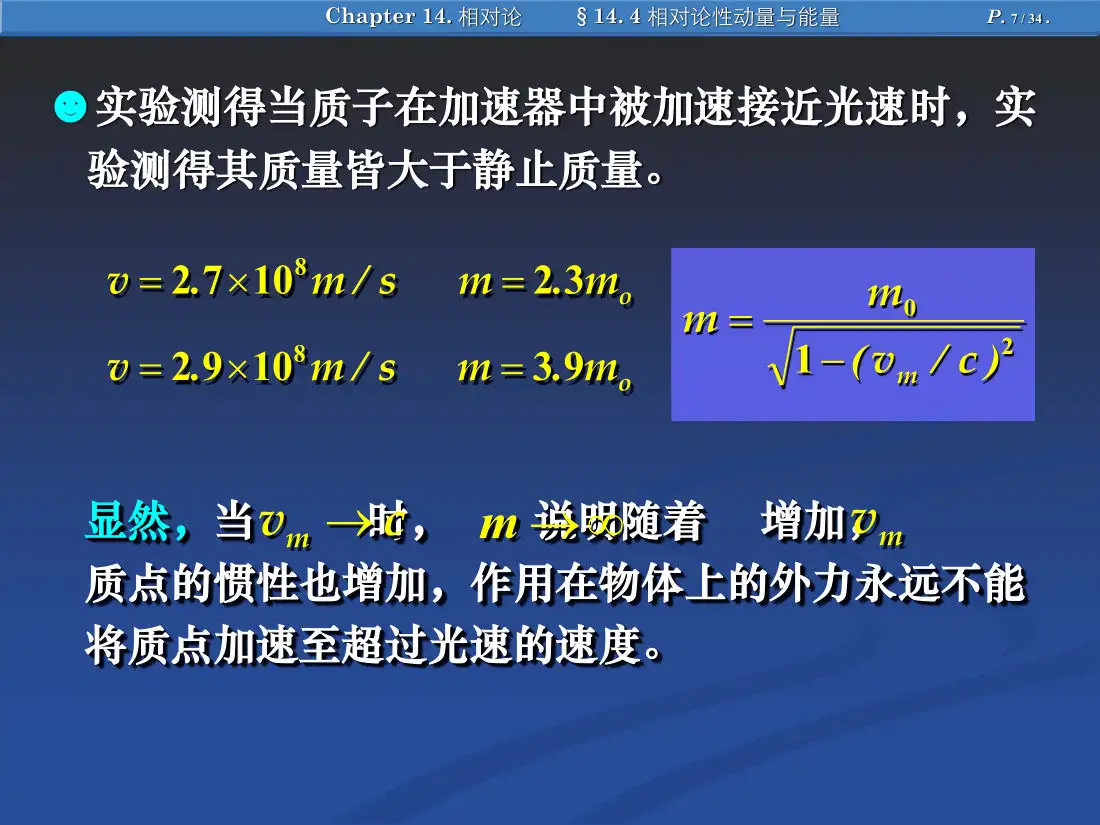 Chapter 14. 相对论 §14. 4 相对论性动量与能量 P. 7 / 34 .
实验测得当质子在加速器中被加速接近光速时，实
验测得其质量皆大于静止质量。
v = 2.7×10⁸ m / s m = 2.3mₒ
v = 2.9×10⁸ m / s m = 3.9mₒ
m = m₀ / √(1 − (vₘ / c)²)
显然，当 vₘ → c 时， m → ∞ 说明随着 vₘ 增加，
质点的惯性也增加，作用在物体上的外力永远不能
将质点加速至超过光速的速度。